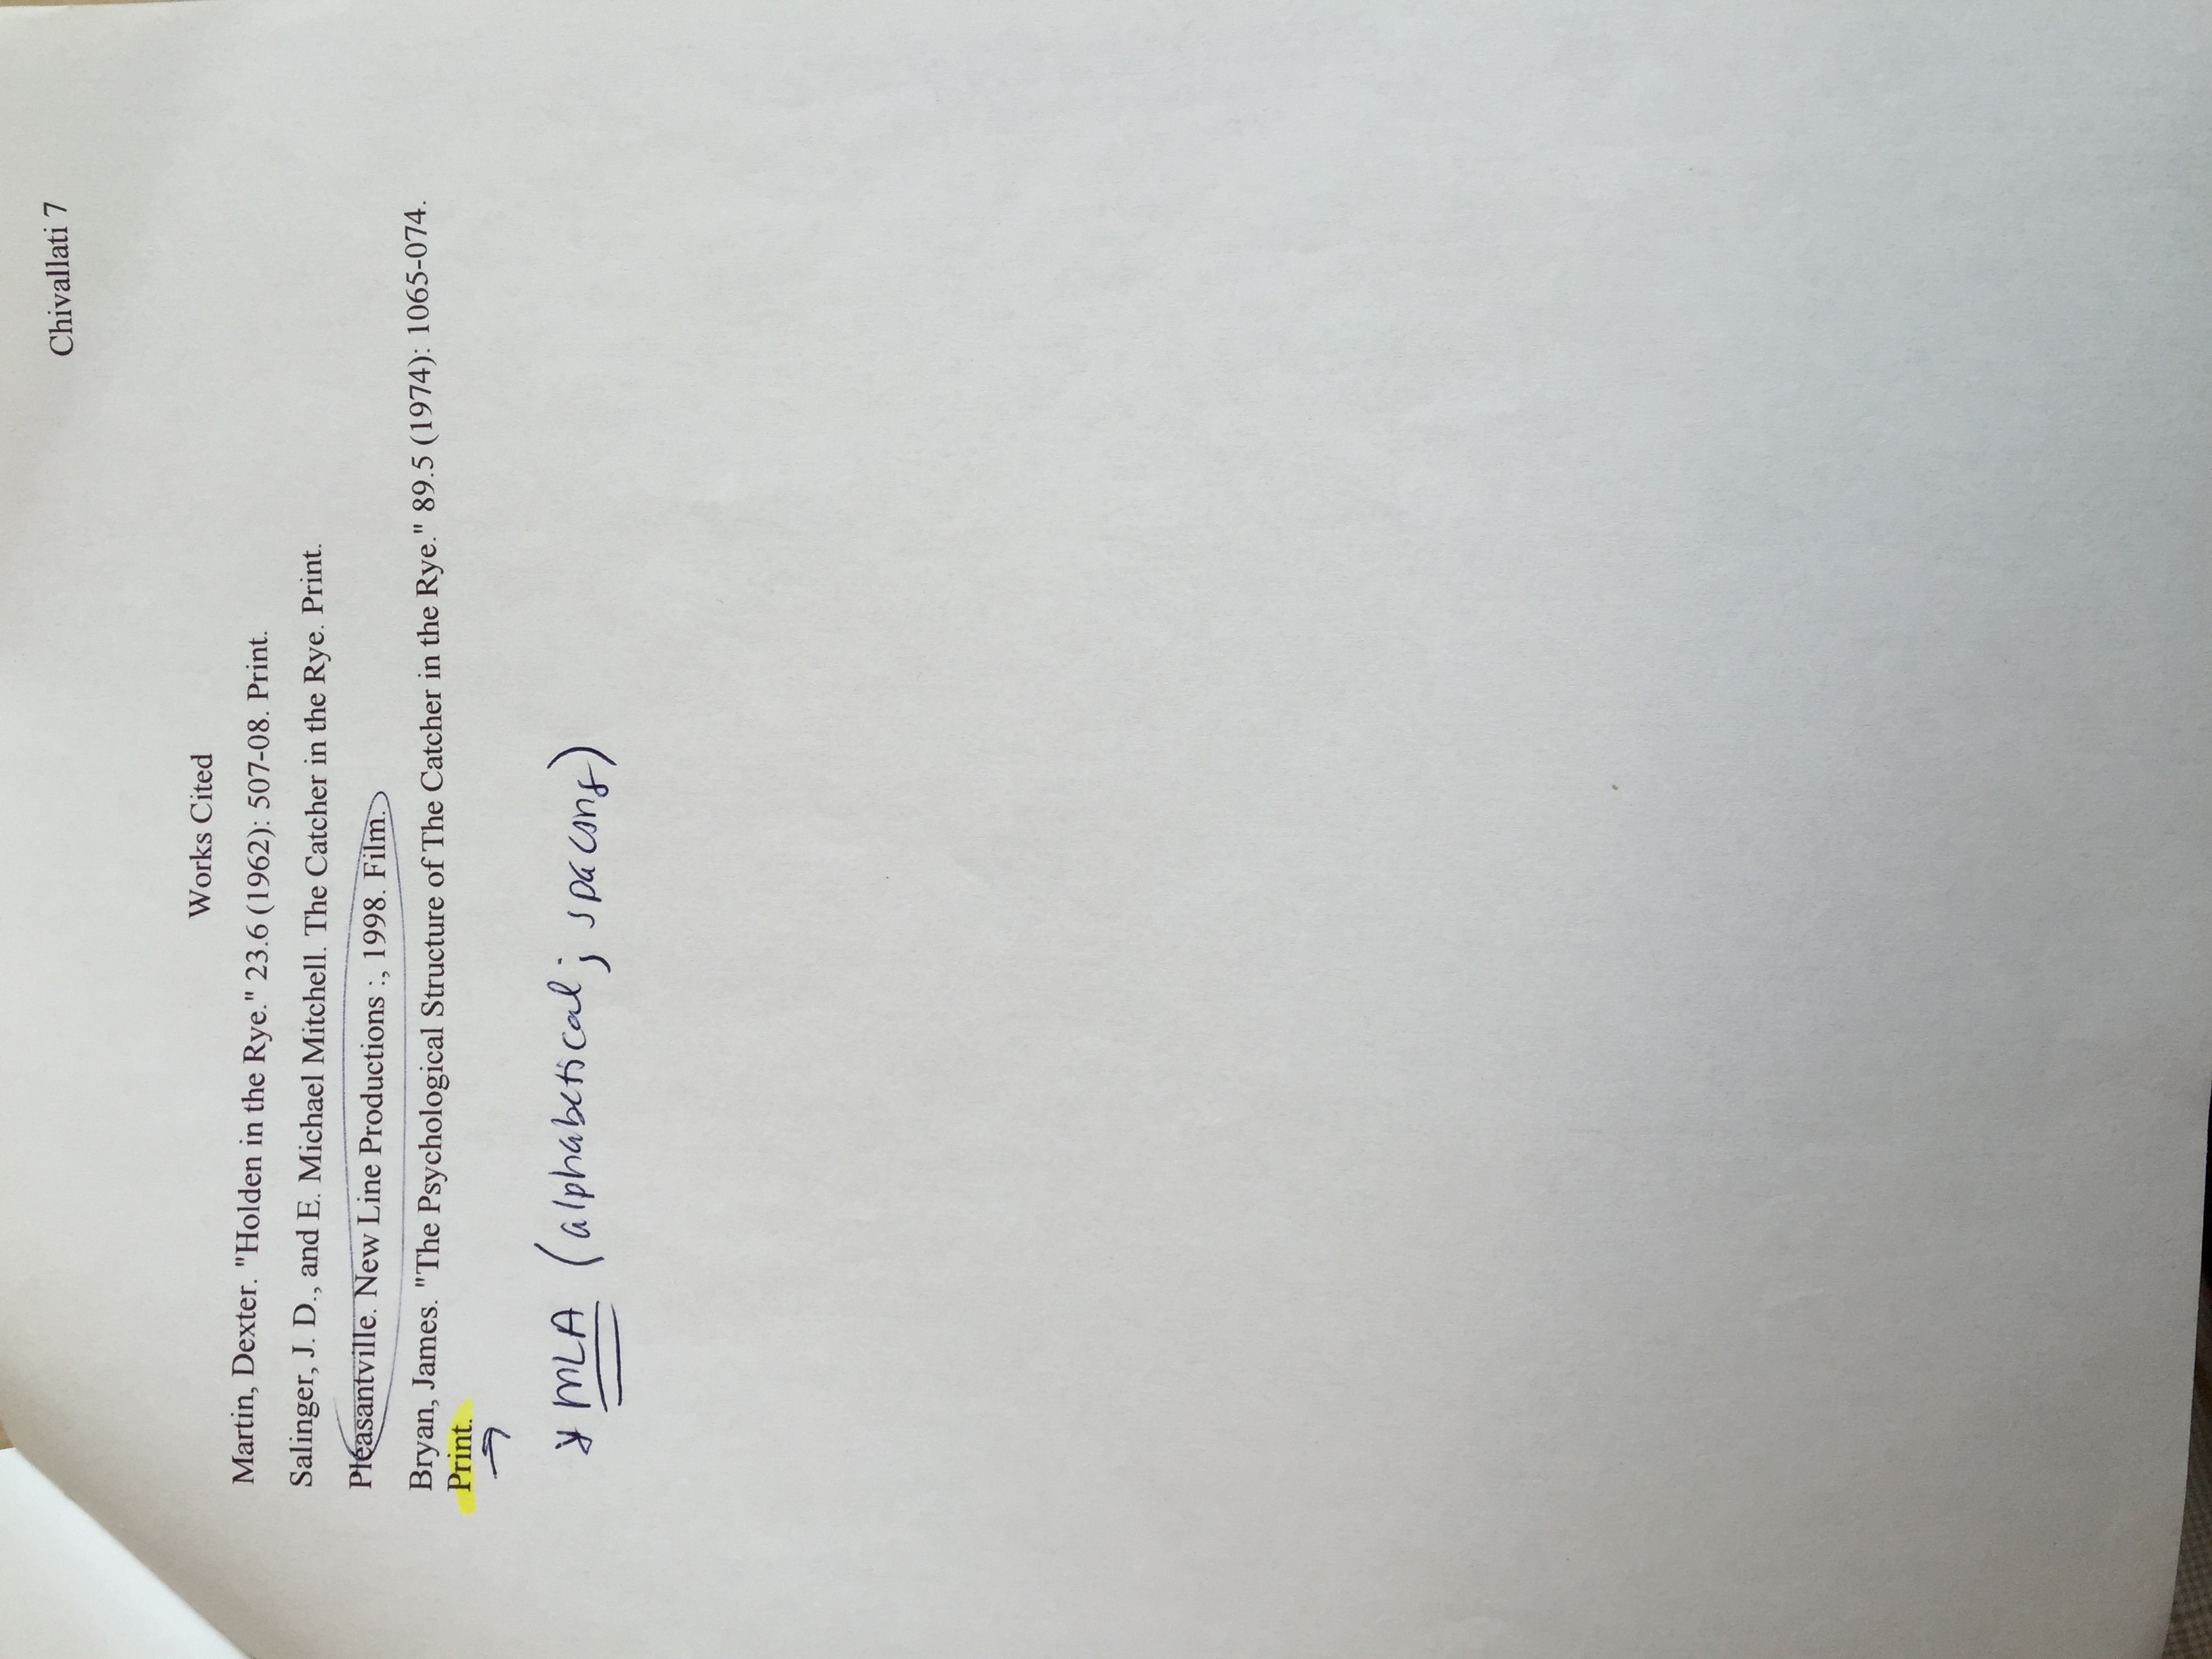 Chivallati 7
Works Cited
Martin, Dexter. "Holden in the Rye." 23.6 (1962): 507-08. Print.
Salinger, J. D., and E. Michael Mitchell. The Catcher in the Rye. Print.
Pleasantville. New Line Productions :, 1998. Film.
Bryan, James. "The Psychological Structure of The Catcher in the Rye." 89.5 (1974): 1065-074.
Print.
→
* MLA (alphabetical; spacing)